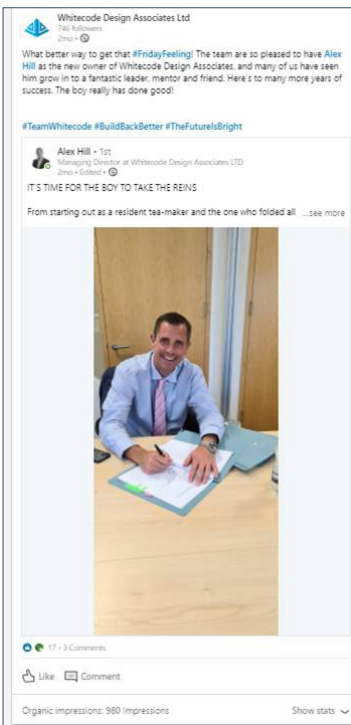 Whitecode Design Associates Ltd
746 followers
2mo •
What better way to get that #FridayFeeling! The team are so pleased to have Alex
Hill as the new owner of Whitecode Design Associates, and many of us have seen
him grow in to a fantastic leader, mentor and friend. Here's to many more years of
success. The boy really has done good!
#TeamWhitecode #BuildBackBetter #TheFutureIsBright
Alex Hill • 1st
Managing Director at Whitecode Design Associates LTD
2mo • Edited •
IT'S TIME FOR THE BOY TO TAKE THE REINS
From starting out as a resident tea-maker and the one who folded all ...see more
17 • 3 Comments
Like Comment
Organic impressions: 980 Impressions Show stats